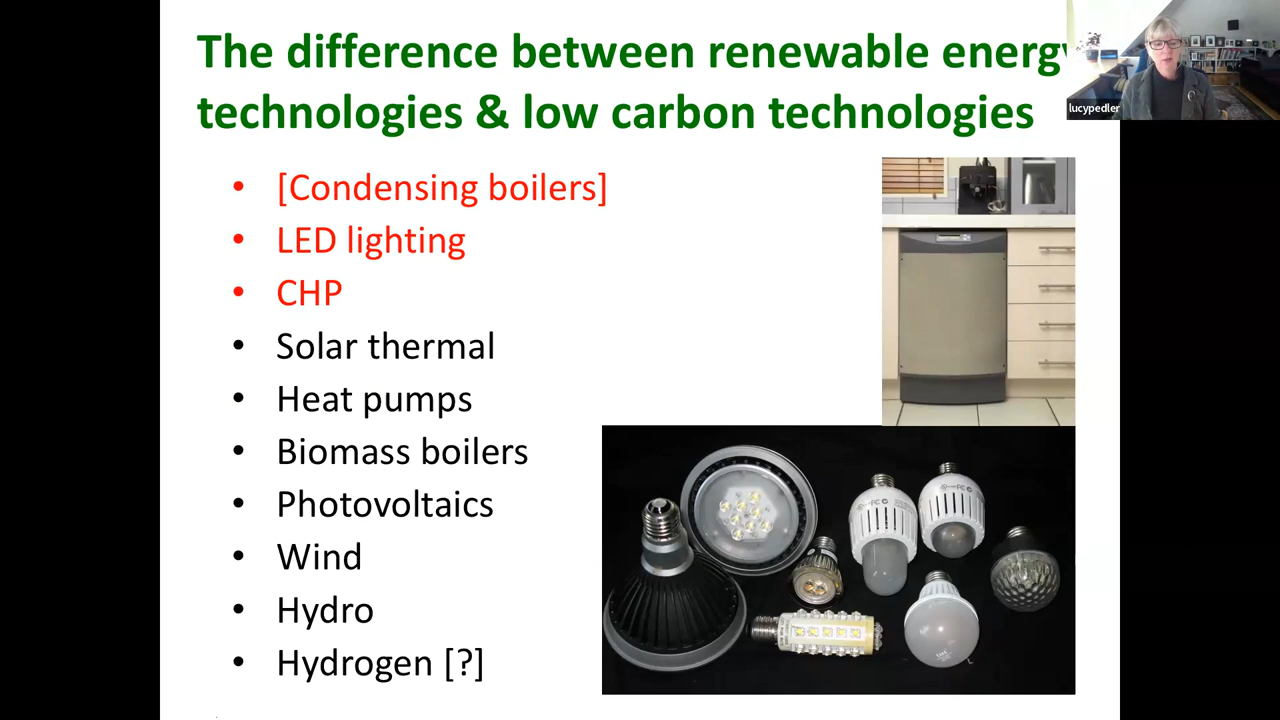 The difference between renewable energy
technologies & low carbon technologies
lucypedler
• [Condensing boilers]
• LED lighting
• CHP
• Solar thermal
• Heat pumps
• Biomass boilers
• Photovoltaics
• Wind
• Hydro
• Hydrogen [?]